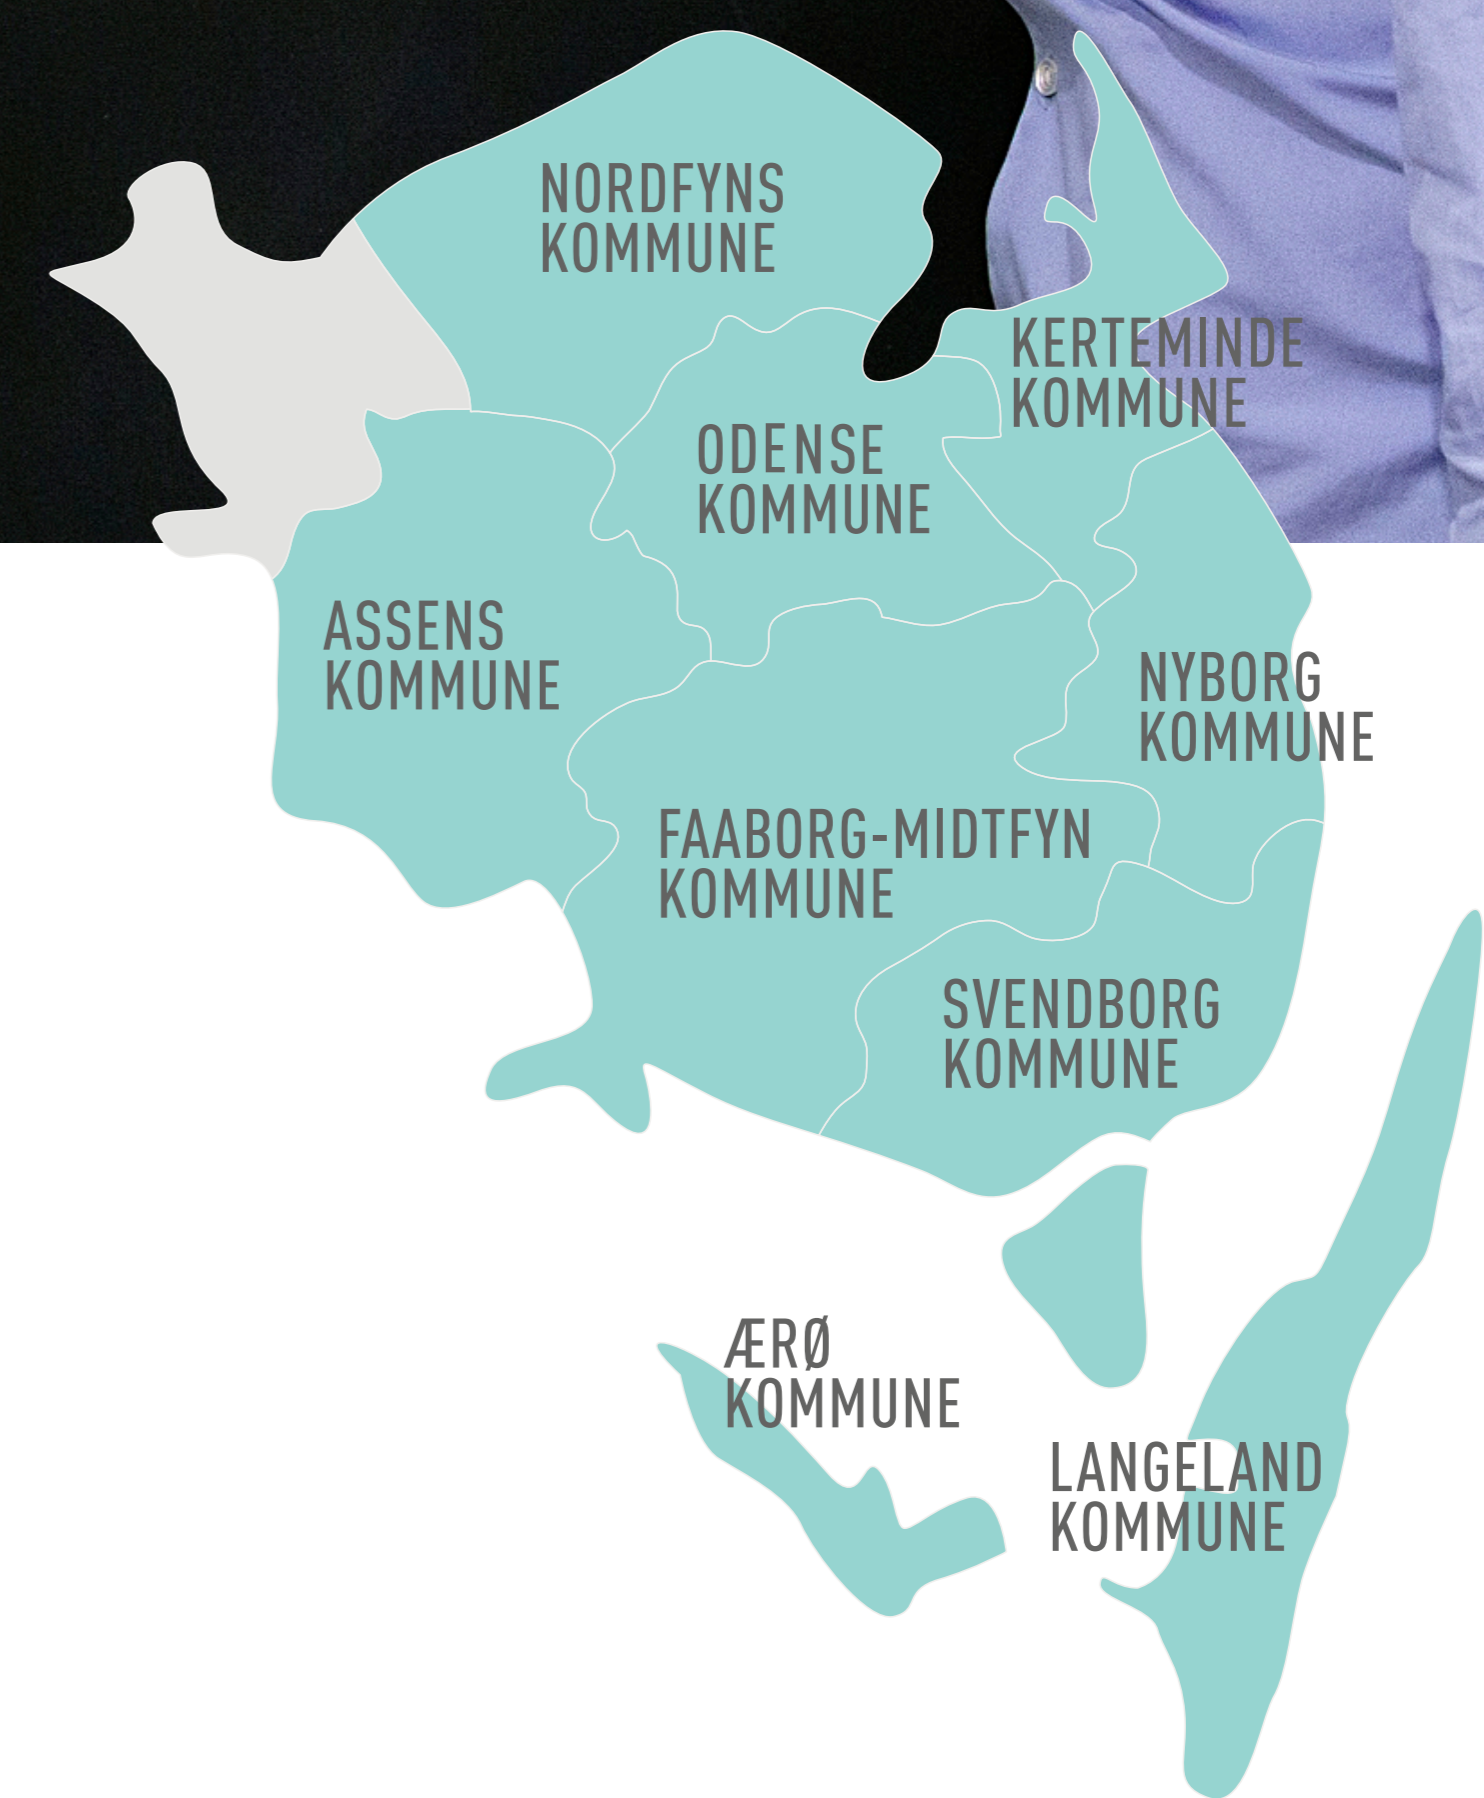 NORDFYNS
KOMMUNE
KERTEMINDE
KOMMUNE
ODENSE
KOMMUNE
ASSENS
KOMMUNE
NYBORG
KOMMUNE
FAABORG-MIDTFYN
KOMMUNE
SVENDBORG
KOMMUNE
ÆRØ
KOMMUNE
LANGELAND
KOMMUNE